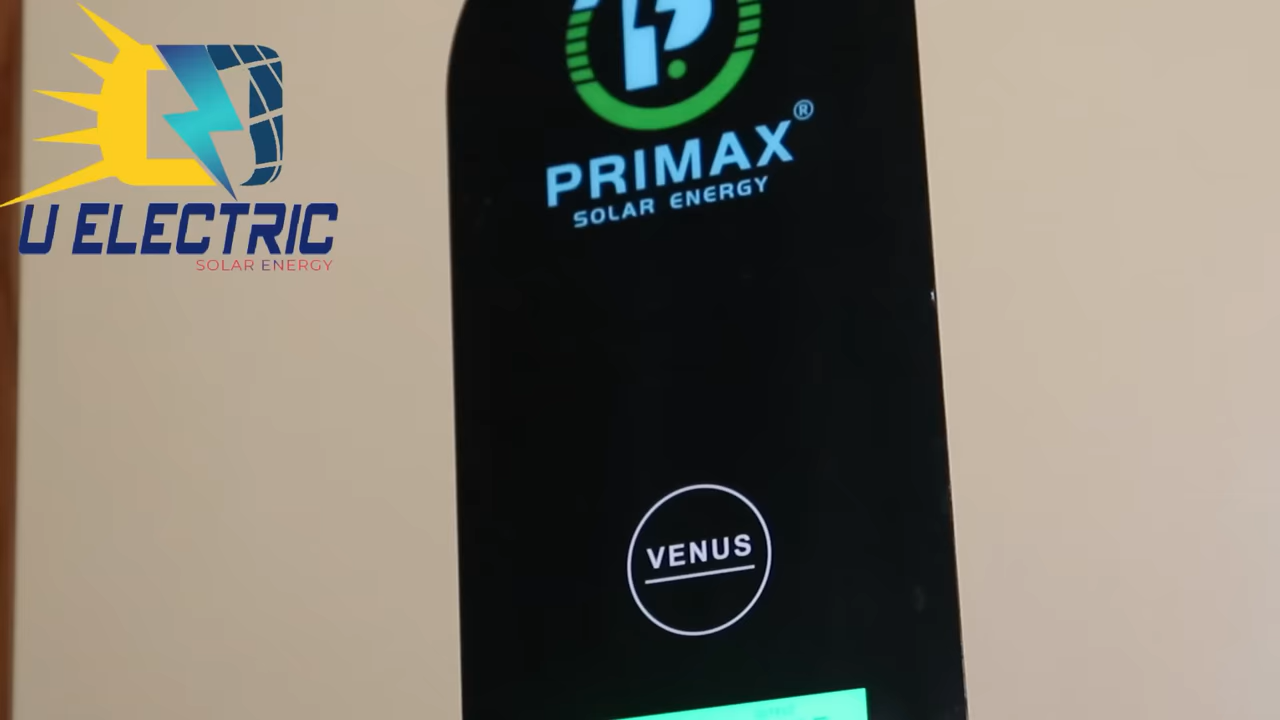 U ELECTRIC
SOLAR ENERGY
PRIMAX®
SOLAR ENERGY
VENUS